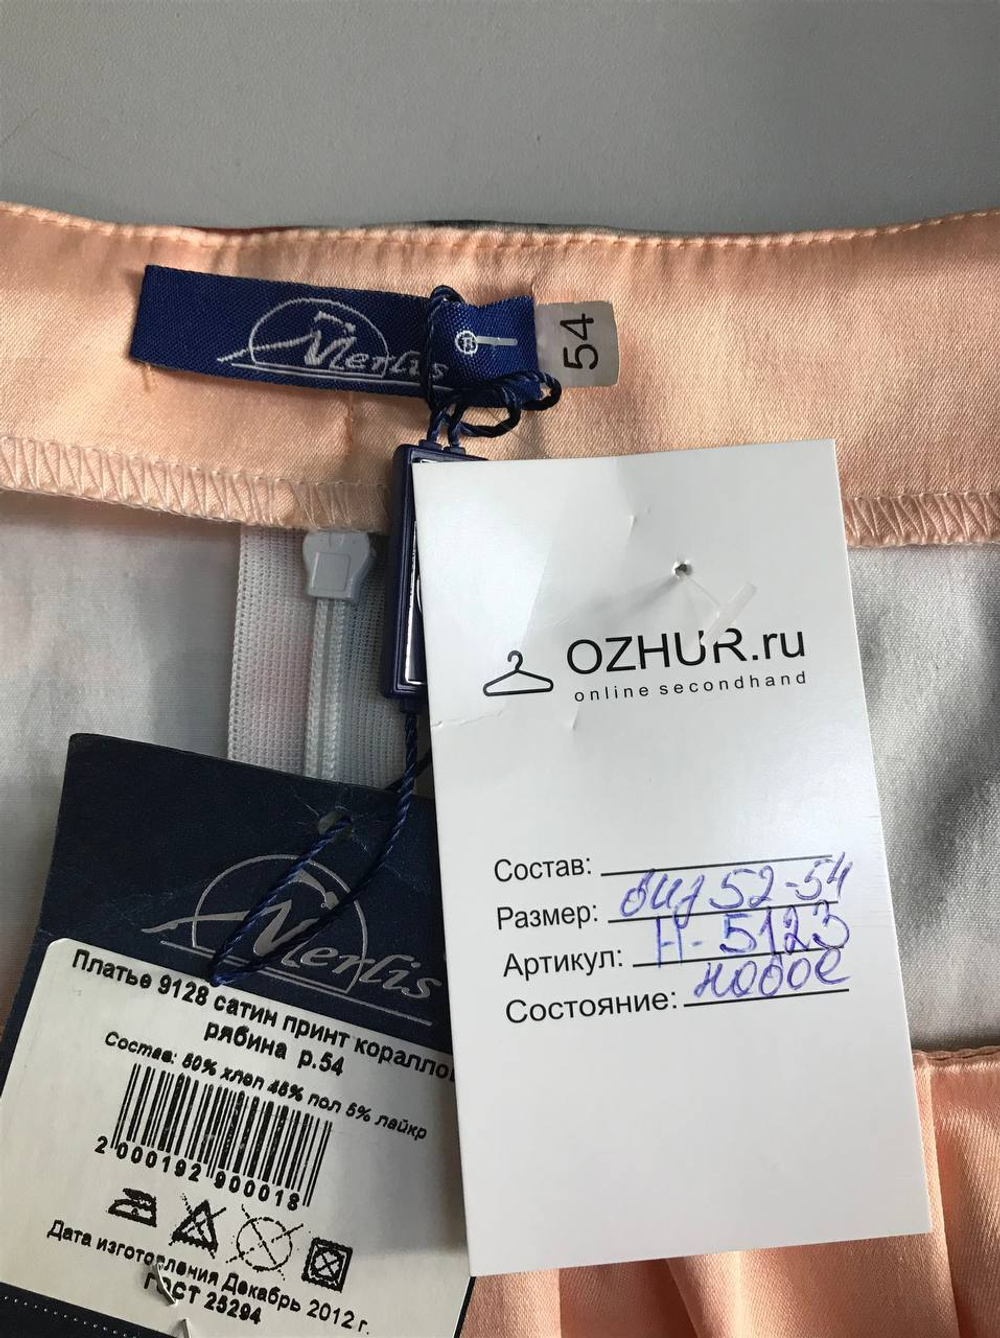 Merlis
®
54
OZHUR.ru
online secondhand
Состав:
Размер: вид 52-54
Артикул: Н-5123
Состояние: новое
Merlis
Платье 9128 сатин принт коралло
рябина р.54
Состав: 50% хлоп 45% пол 5% лайкр
2 000192 900018
Дата изготовления Декабрь 2012 г.
ГОСТ 25294